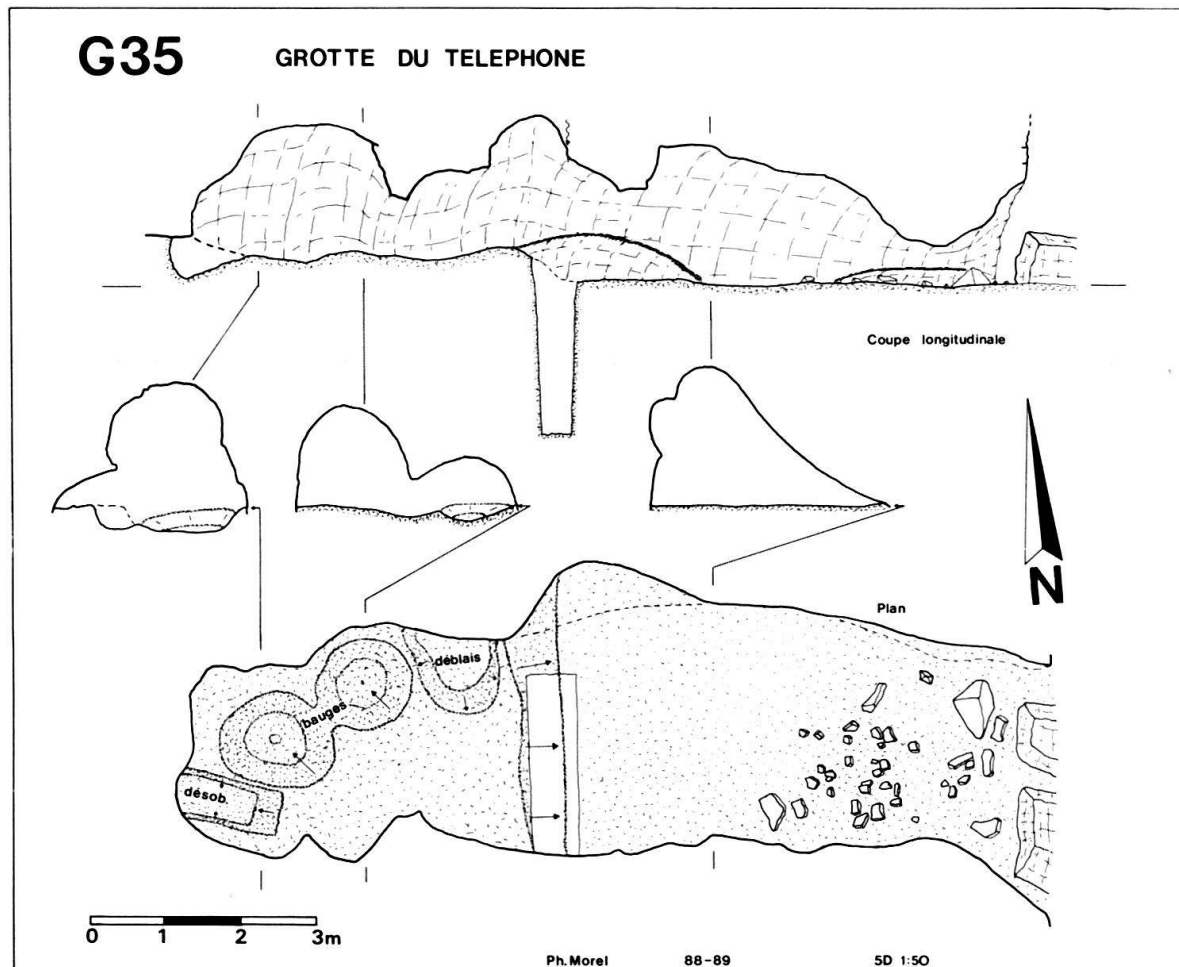 G35 GROTTE DU TELEPHONE
Coupe longitudinale
N
Plan
déblais
bauges
désob.
0 1 2 3m
Ph. Morel 88-89 5D 1:50